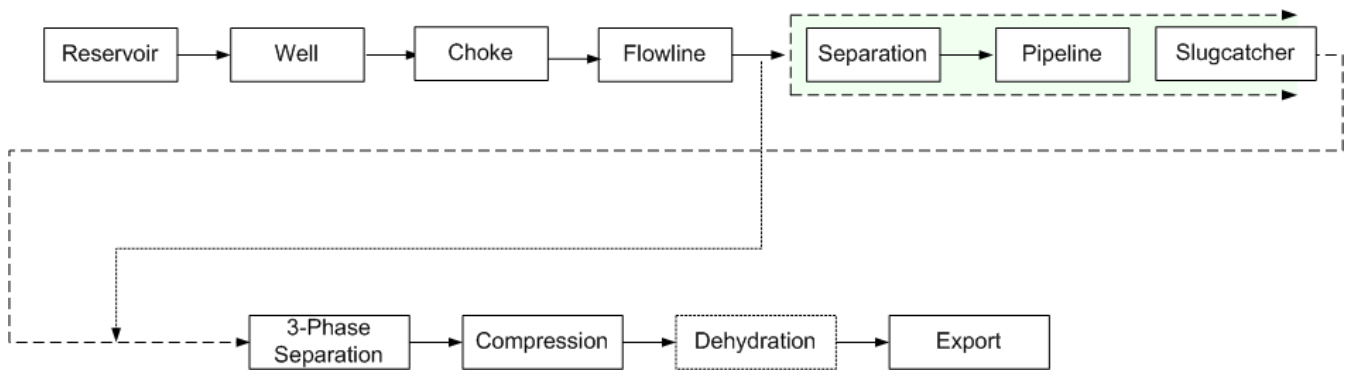 Reservoir
Well
Choke
Flowline
Separation
Pipeline
Slugcatcher
3-Phase
Separation
Compression
Dehydration
Export